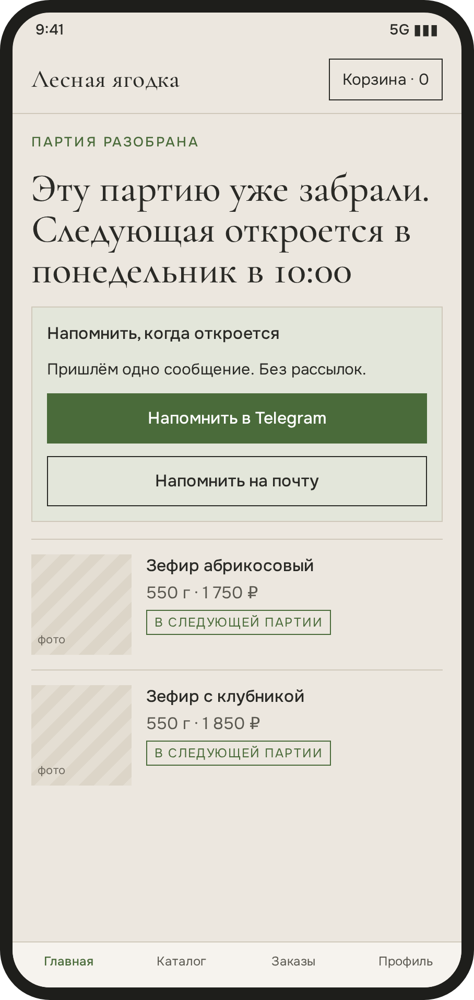 9:41
5G
Лесная ягодка
Корзина · 0
ПАРТИЯ РАЗОБРАНА
Эту партию уже забрали.
Следующая откроется в
понедельник в 10:00
Напомнить, когда откроется
Пришлём одно сообщение. Без рассылок.
Напомнить в Telegram
Напомнить на почту
Зефир абрикосовый
550 г · 1 750 ₽
В СЛЕДУЮЩЕЙ ПАРТИИ
фото
Зефир с клубникой
550 г · 1 850 ₽
В СЛЕДУЮЩЕЙ ПАРТИИ
фото
Главная
Каталог
Заказы
Профиль